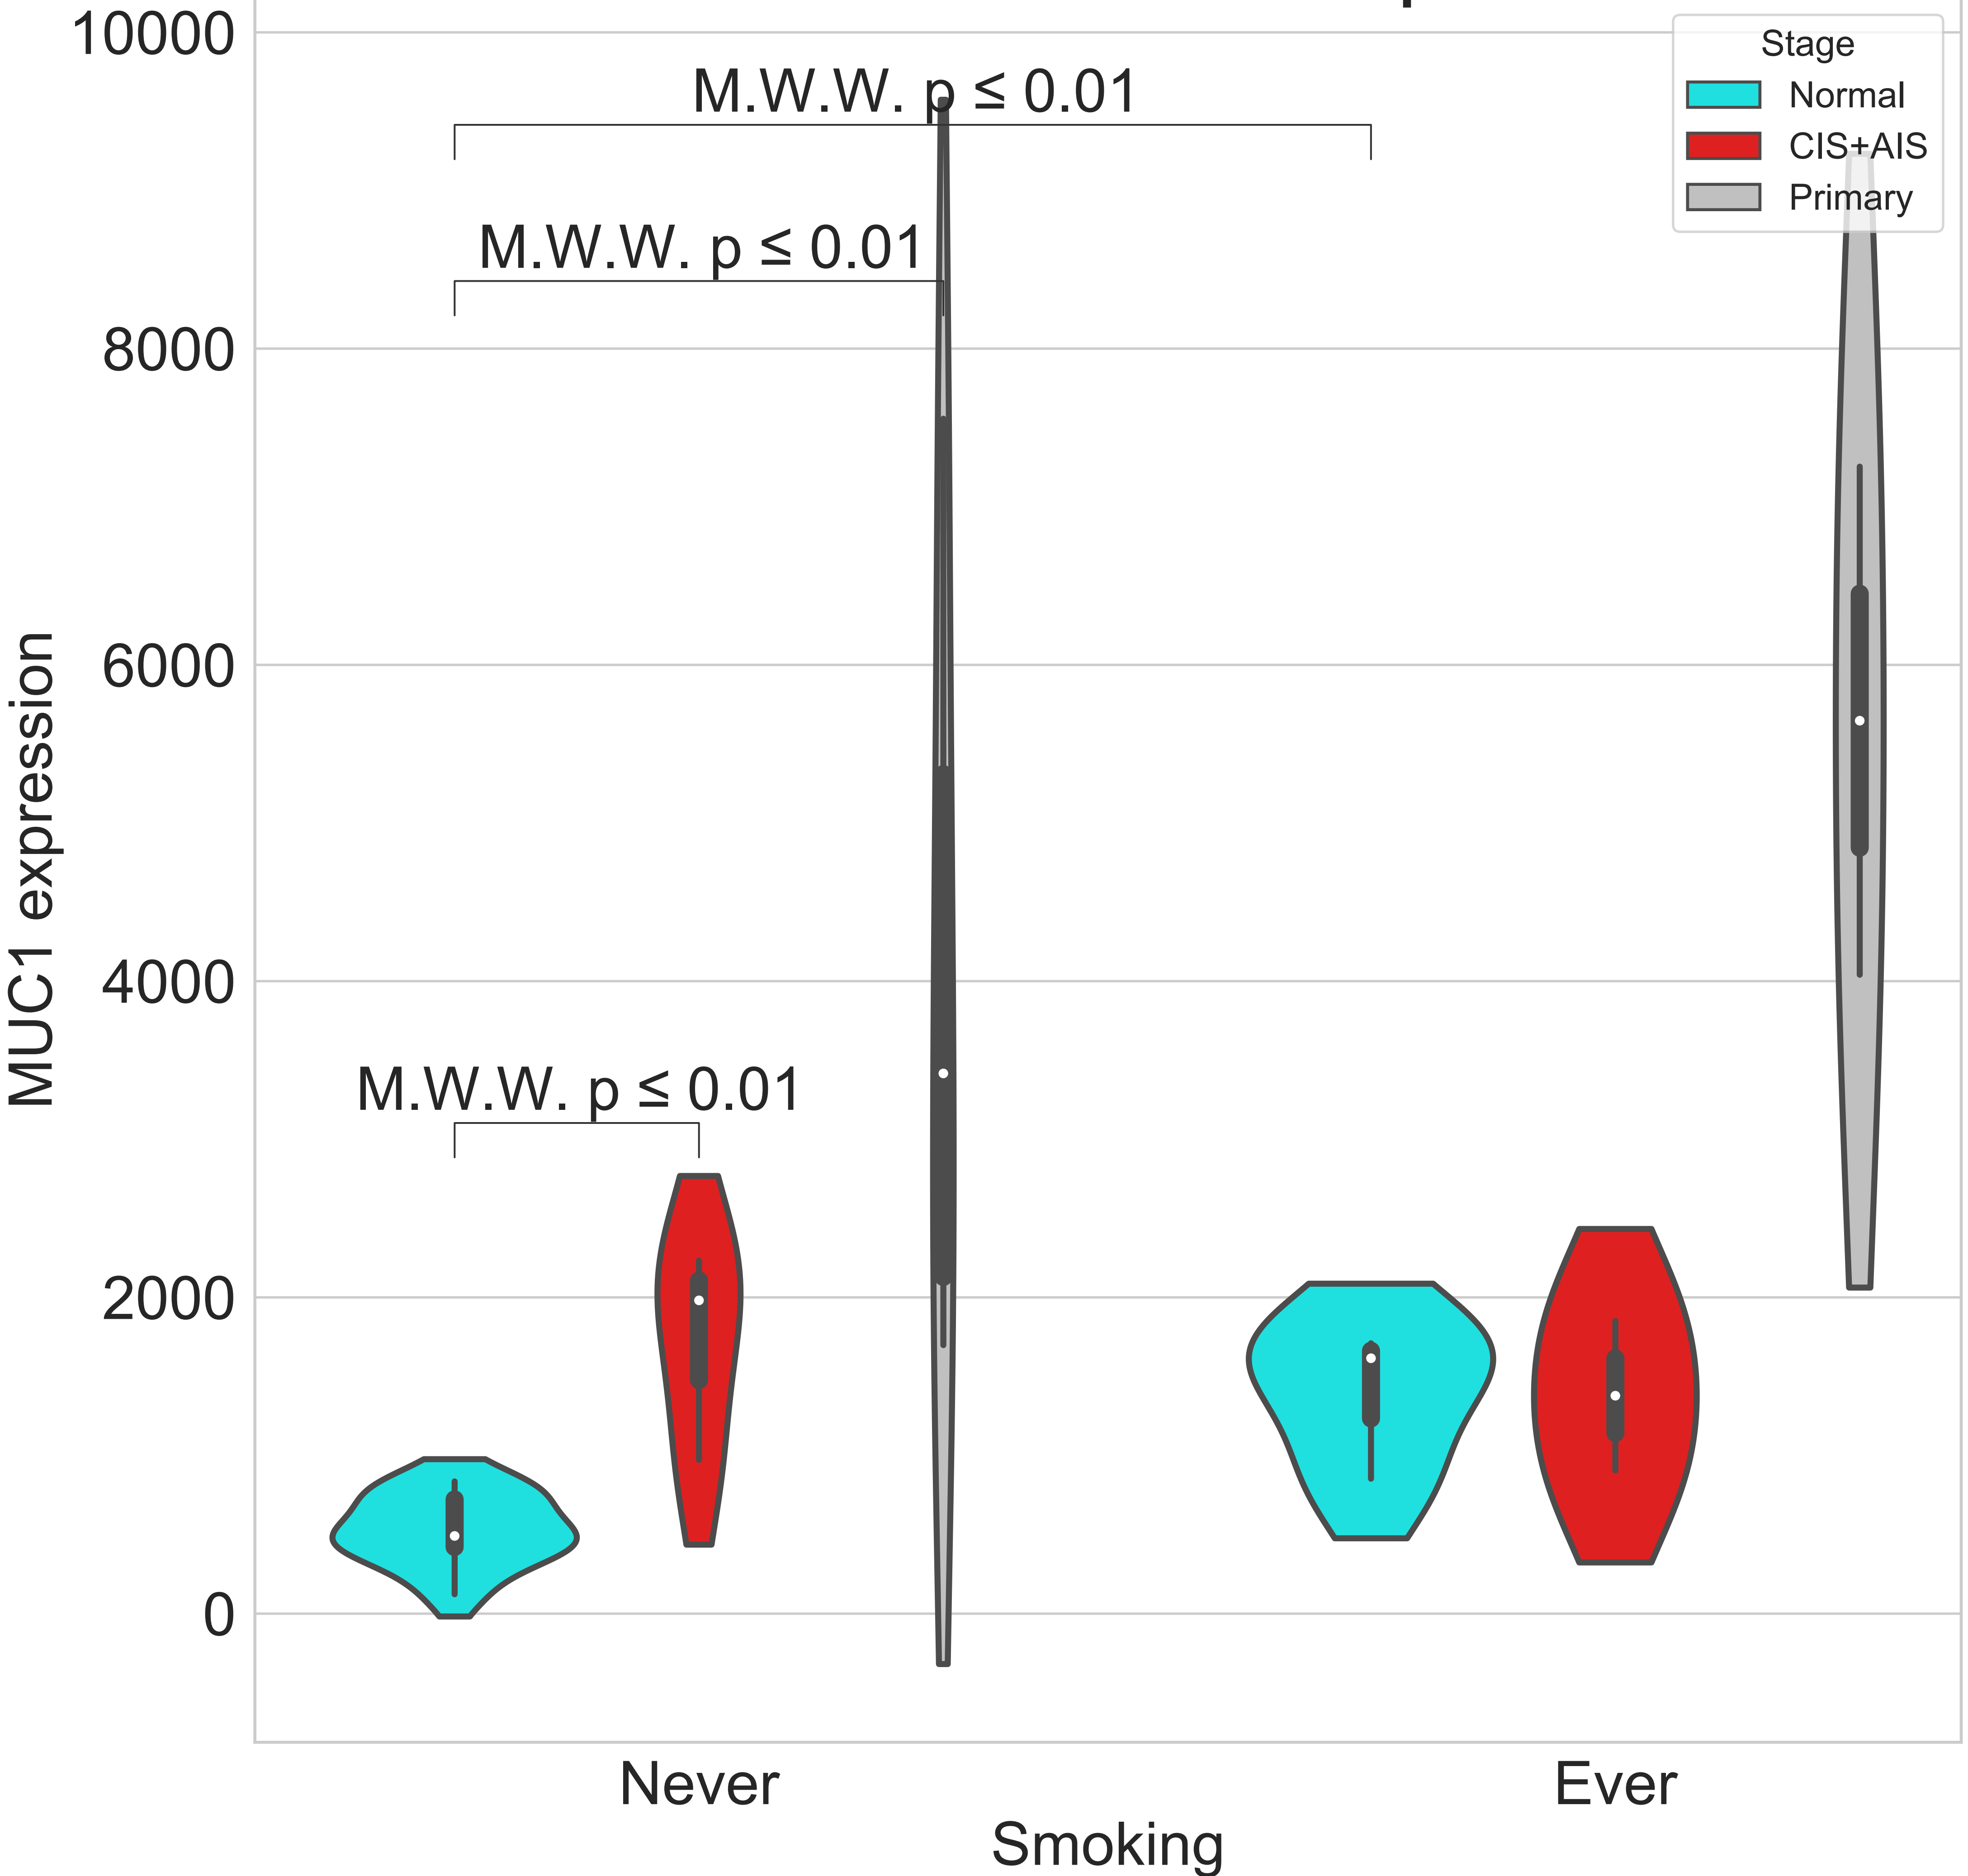 10000
8000
6000
4000
2000
0
MUC1 expression
M.W.W. p ≤ 0.01
M.W.W. p ≤ 0.01
M.W.W. p ≤ 0.01
Stage
Normal
CIS+AIS
Primary
Never
Ever
Smoking